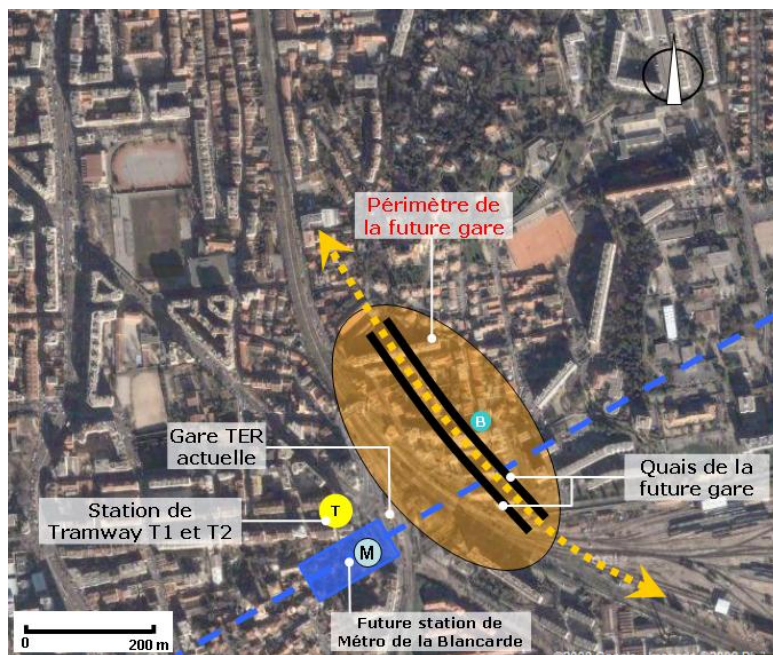 Périmètre de
la future gare
B
Gare TER
actuelle
Quais de la
future gare
Station de
Tramway T1 et T2
T
M
Future station de
Métro de la Blancarde
0
200 m